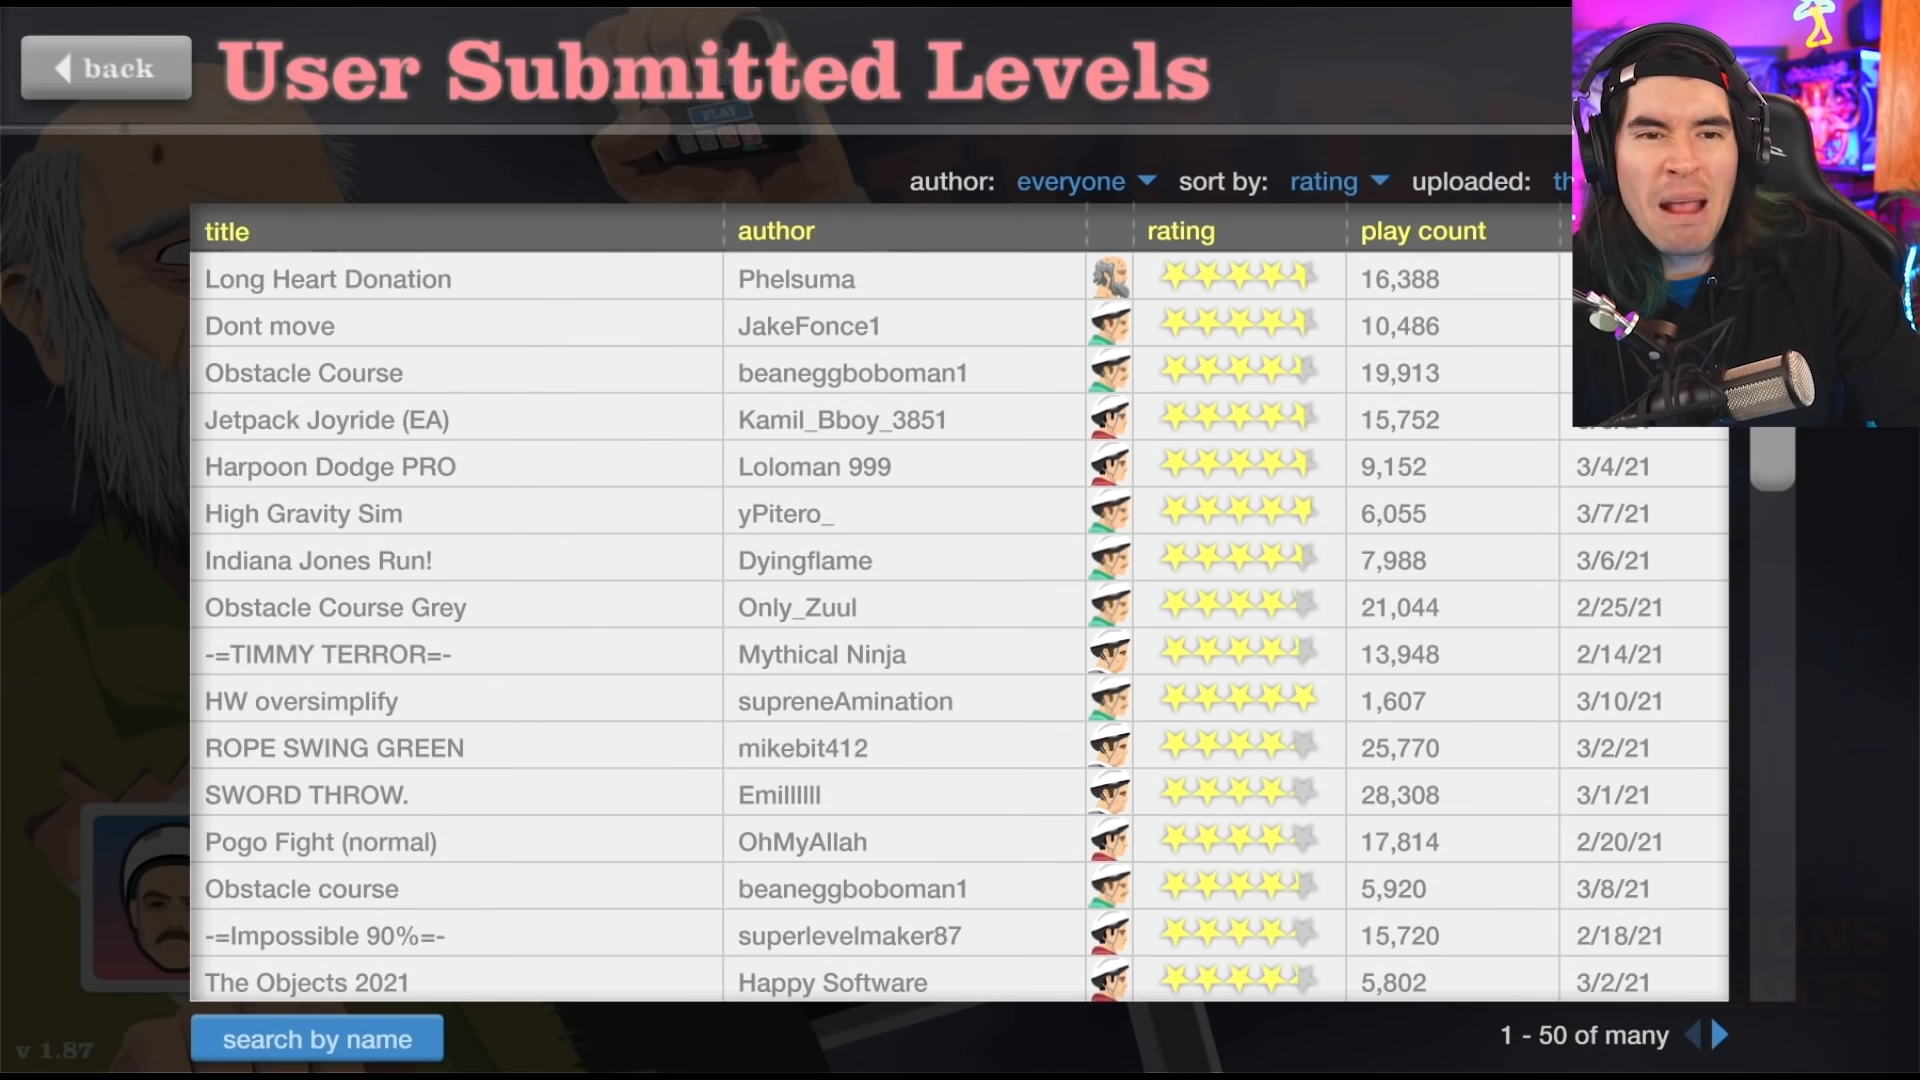 back
User Submitted Levels
author: everyone sort by: rating uploaded:
title author rating play count
Long Heart Donation Phelsuma 16,388
Dont move JakeFonce1 10,486
Obstacle Course beaneggboboman1 19,913
Jetpack Joyride (EA) Kamil_Bboy_3851 15,752
Harpoon Dodge PRO Loloman 999 9,152 3/4/21
High Gravity Sim yPitero_ 6,055 3/7/21
Indiana Jones Run! Dyingflame 7,988 3/6/21
Obstacle Course Grey Only_Zuul 21,044 2/25/21
-=TIMMY TERROR=- Mythical Ninja 13,948 2/14/21
HW oversimplify supreneAmination 1,607 3/10/21
ROPE SWING GREEN mikebit412 25,770 3/2/21
SWORD THROW. Emillllll 28,308 3/1/21
Pogo Fight (normal) OhMyAllah 17,814 2/20/21
Obstacle course beaneggboboman1 5,920 3/8/21
-=Impossible 90%=- superlevelmaker87 15,720 2/18/21
The Objects 2021 Happy Software 5,802 3/2/21
search by name
1 - 50 of many
v 1.87
PLAY